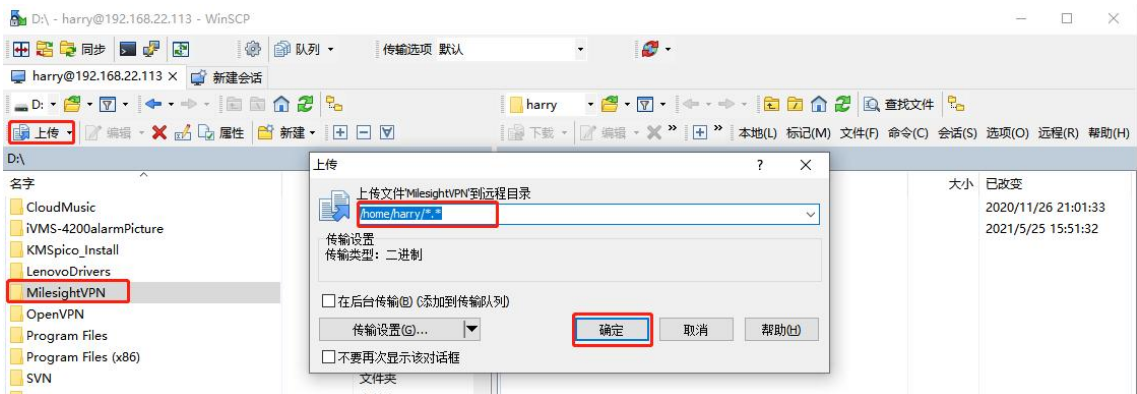 D:\ - harry@192.168.22.113 - WinSCP
同步 队列 传输选项 默认
harry@192.168.22.113 × 新建会话
D: harry 查找文件
上传 编辑 属性 新建 下载 编辑 » » 本地(L) 标记(M) 文件(F) 命令(C) 会话(S) 选项(O) 远程(R) 帮助(H)
D:\
上传 ? ×
名字
上传文件'MilesightVPN'到远程目录
大小 已改变
CloudMusic
/home/harry/*.*
2020/11/26 21:01:33
iVMS-4200alarmPicture
2021/5/25 15:51:32
传输设置
KMSpico_Install
传输类型：二进制
LenovoDrivers
MilesightVPN
在后台传输(B) (添加到传输队列)
OpenVPN
Program Files
传输设置(G)... 确定 取消 帮助(H)
Program Files (x86)
不要再次显示该对话框
SVN
文件夹